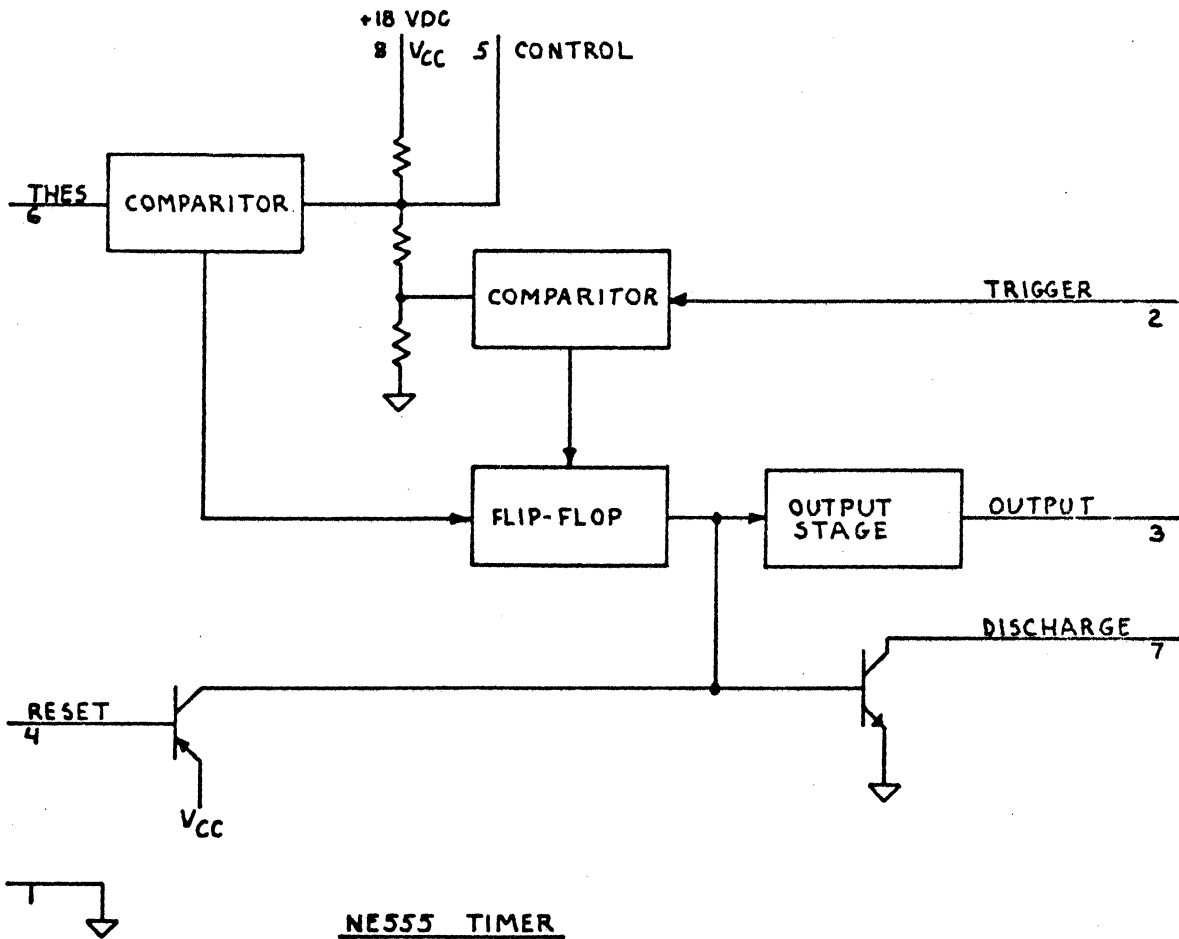 +18 VDC
8 VCC 5 CONTROL
THES
6
COMPARITOR
COMPARITOR
TRIGGER
2
FLIP-FLOP
OUTPUT
STAGE
OUTPUT
3
DISCHARGE
7
RESET
4
VCC
1
NE555 TIMER